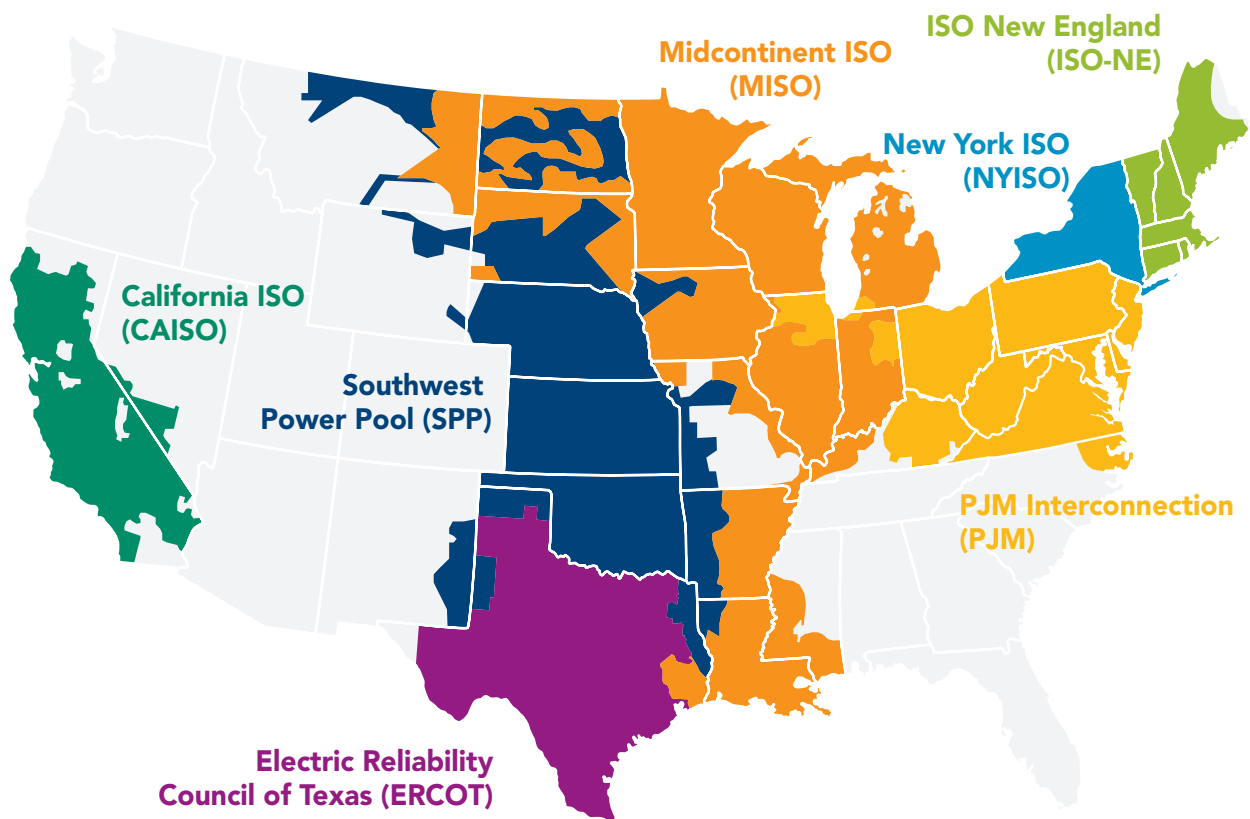 ISO New England
(ISO-NE)
Midcontinent ISO
(MISO)
New York ISO
(NYISO)
California ISO
(CAISO)
Southwest
Power Pool (SPP)
PJM Interconnection
(PJM)
Electric Reliability
Council of Texas (ERCOT)